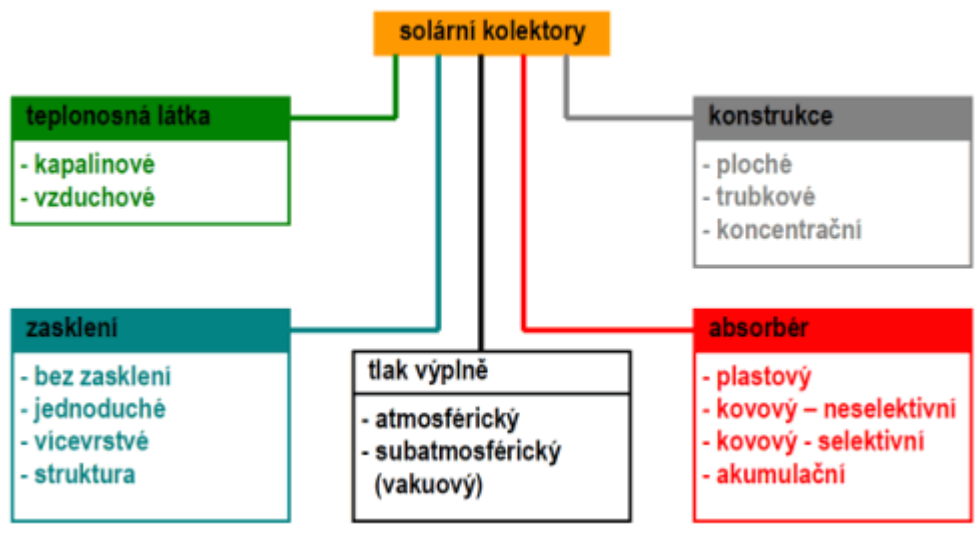 solární kolektory
teplonosná látka
- kapalinové
- vzduchové
konstrukce
- ploché
- trubkové
- koncentrační
zasklení
- bez zasklení
- jednoduché
- vícevrstvé
- struktura
tlak výplně
- atmosférický
- subatmosférický
(vakuový)
absorbér
- plastový
- kovový – neselektivní
- kovový - selektivní
- akumulační